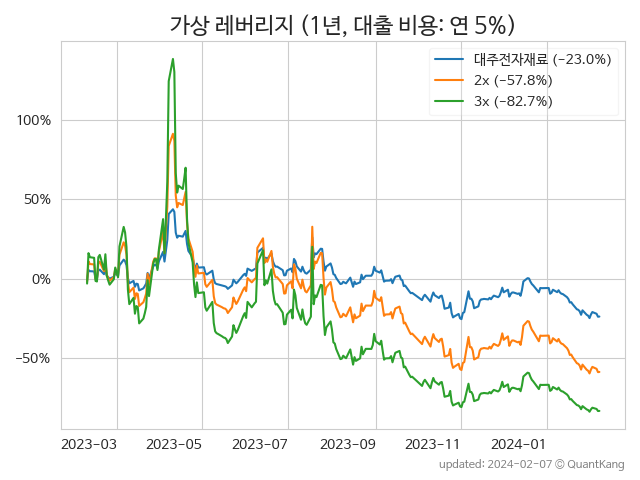 가상 레버리지 (1년, 대출 비용: 연 5%)
대주전자재료 (−23.0%)
2x (−57.8%)
3x (−82.7%)
100%
50%
0%
−50%
2023-03 2023-05 2023-07 2023-09 2023-11 2024-01
updated: 2024-02-07 © QuantKang